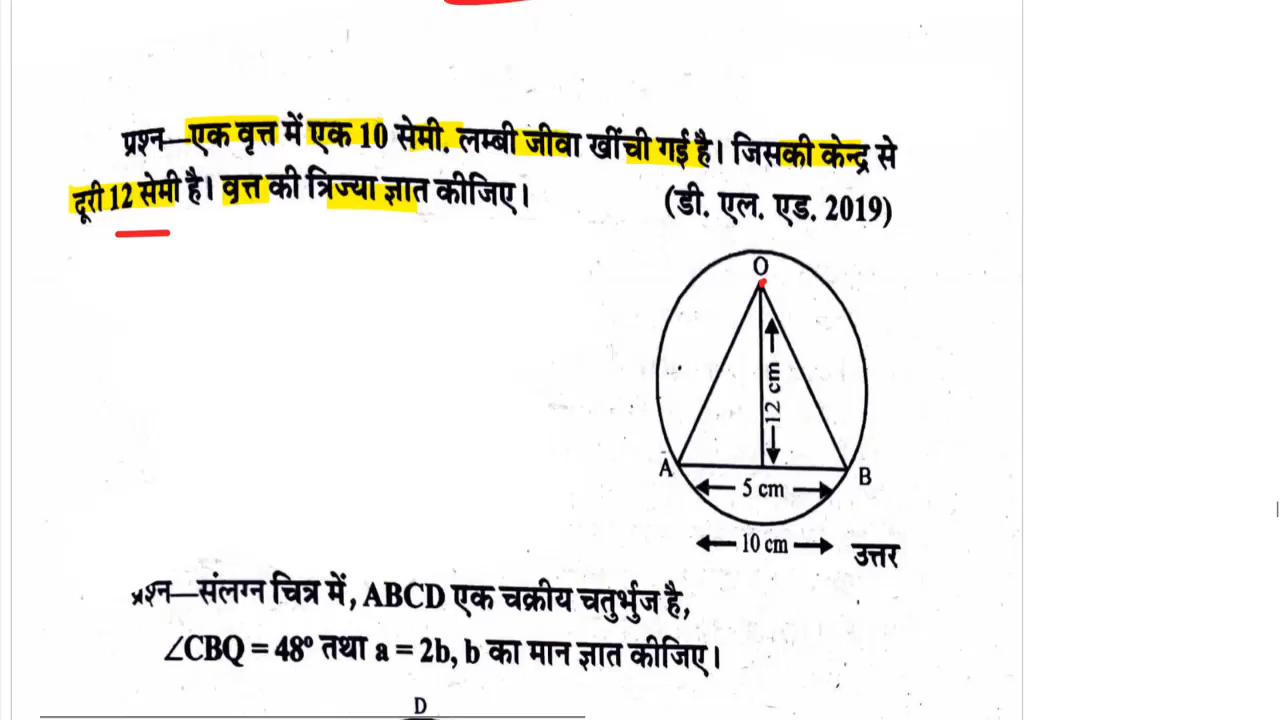 प्रश्न—एक वृत्त में एक 10 सेमी. लम्बी जीवा खींची गई है। जिसकी केन्द्र से
दूरी 12 सेमी है। वृत्त की त्रिज्या ज्ञात कीजिए।
(डी. एल. एड. 2019)
O
12 cm
A
B
5 cm
10 cm
उत्तर
प्रश्न—संलग्न चित्र में, ABCD एक चक्रीय चतुर्भुज है,
∠CBQ = 48° तथा a = 2b, b का मान ज्ञात कीजिए।
D